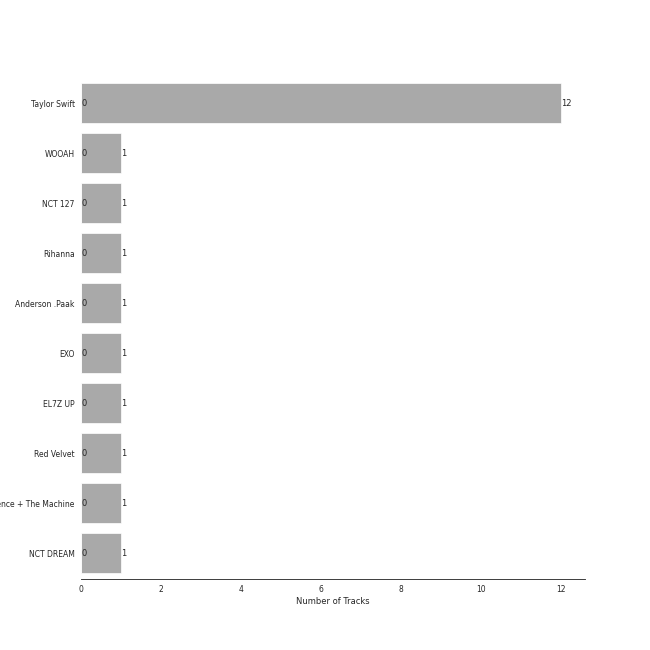 Taylor Swift 0 12
WOOAH 0 1
NCT 127 0 1
Rihanna 0 1
Anderson .Paak 0 1
EXO 0 1
EL7Z UP 0 1
Red Velvet 0 1
ence + The Machine 0 1
NCT DREAM 0 1
0 2 4 6 8 10 12
Number of Tracks